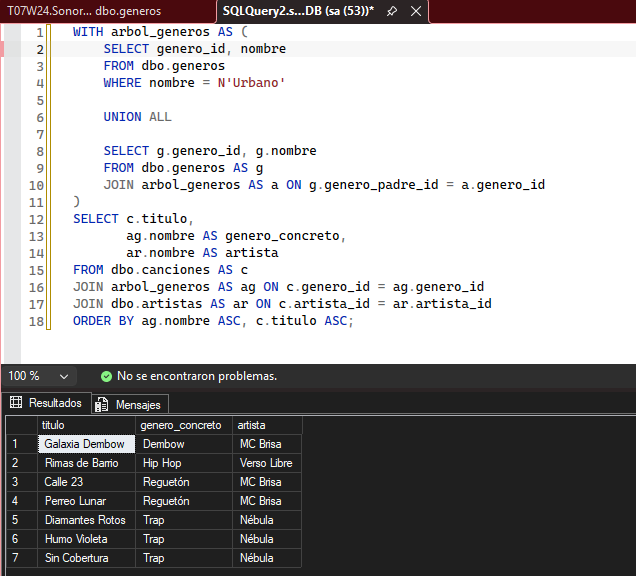 T07W24.Sonor... dbo.generos
SQLQuery2.s...DB (sa (53))*
1 WITH arbol_generos AS (
2 SELECT genero_id, nombre
3 FROM dbo.generos
4 WHERE nombre = N'Urbano'
5
6 UNION ALL
7
8 SELECT g.genero_id, g.nombre
9 FROM dbo.generos AS g
10 JOIN arbol_generos AS a ON g.genero_padre_id = a.genero_id
11 )
12 SELECT c.titulo,
13 ag.nombre AS genero_concreto,
14 ar.nombre AS artista
15 FROM dbo.canciones AS c
16 JOIN arbol_generos AS ag ON c.genero_id = ag.genero_id
17 JOIN dbo.artistas AS ar ON c.artista_id = ar.artista_id
18 ORDER BY ag.nombre ASC, c.titulo ASC;
100 % No se encontraron problemas.
Resultados Mensajes
titulo genero_concreto artista
1 Galaxia Dembow Dembow MC Brisa
2 Rimas de Barrio Hip Hop Verso Libre
3 Calle 23 Reguetón MC Brisa
4 Perreo Lunar Reguetón MC Brisa
5 Diamantes Rotos Trap Nébula
6 Humo Violeta Trap Nébula
7 Sin Cobertura Trap Nébula